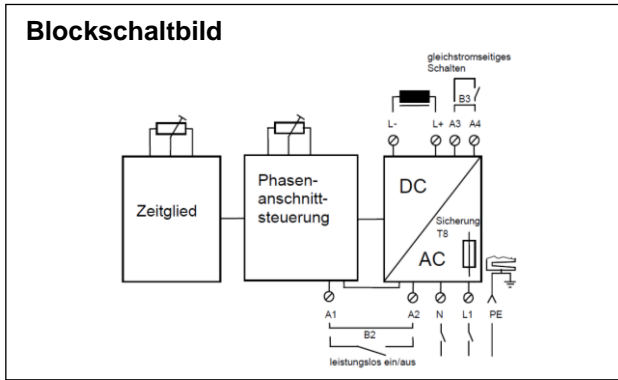 Blockschaltbild
gleichstromseitiges
Schalten
B3
L-
L+
A3
A4
Zeitglied
Phasen-
anschnitt-
steuerung
DC
Sicherung
T8
AC
A1
A2
N
L1
PE
B2
leistungslos ein/aus